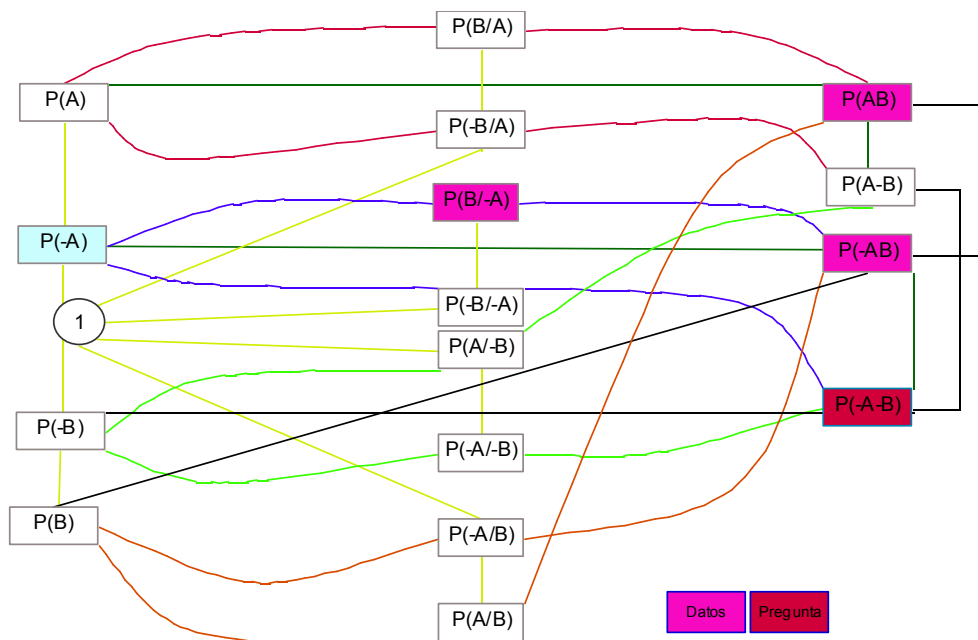 P(B/A)
P(A)
P(AB)
P(-B/A)
P(A-B)
P(B/-A)
P(-A)
P(-AB)
P(-B/-A)
1
P(A/-B)
P(-A-B)
P(-B)
P(-A/-B)
P(B)
P(-A/B)
P(A/B)
Datos
Pregunta